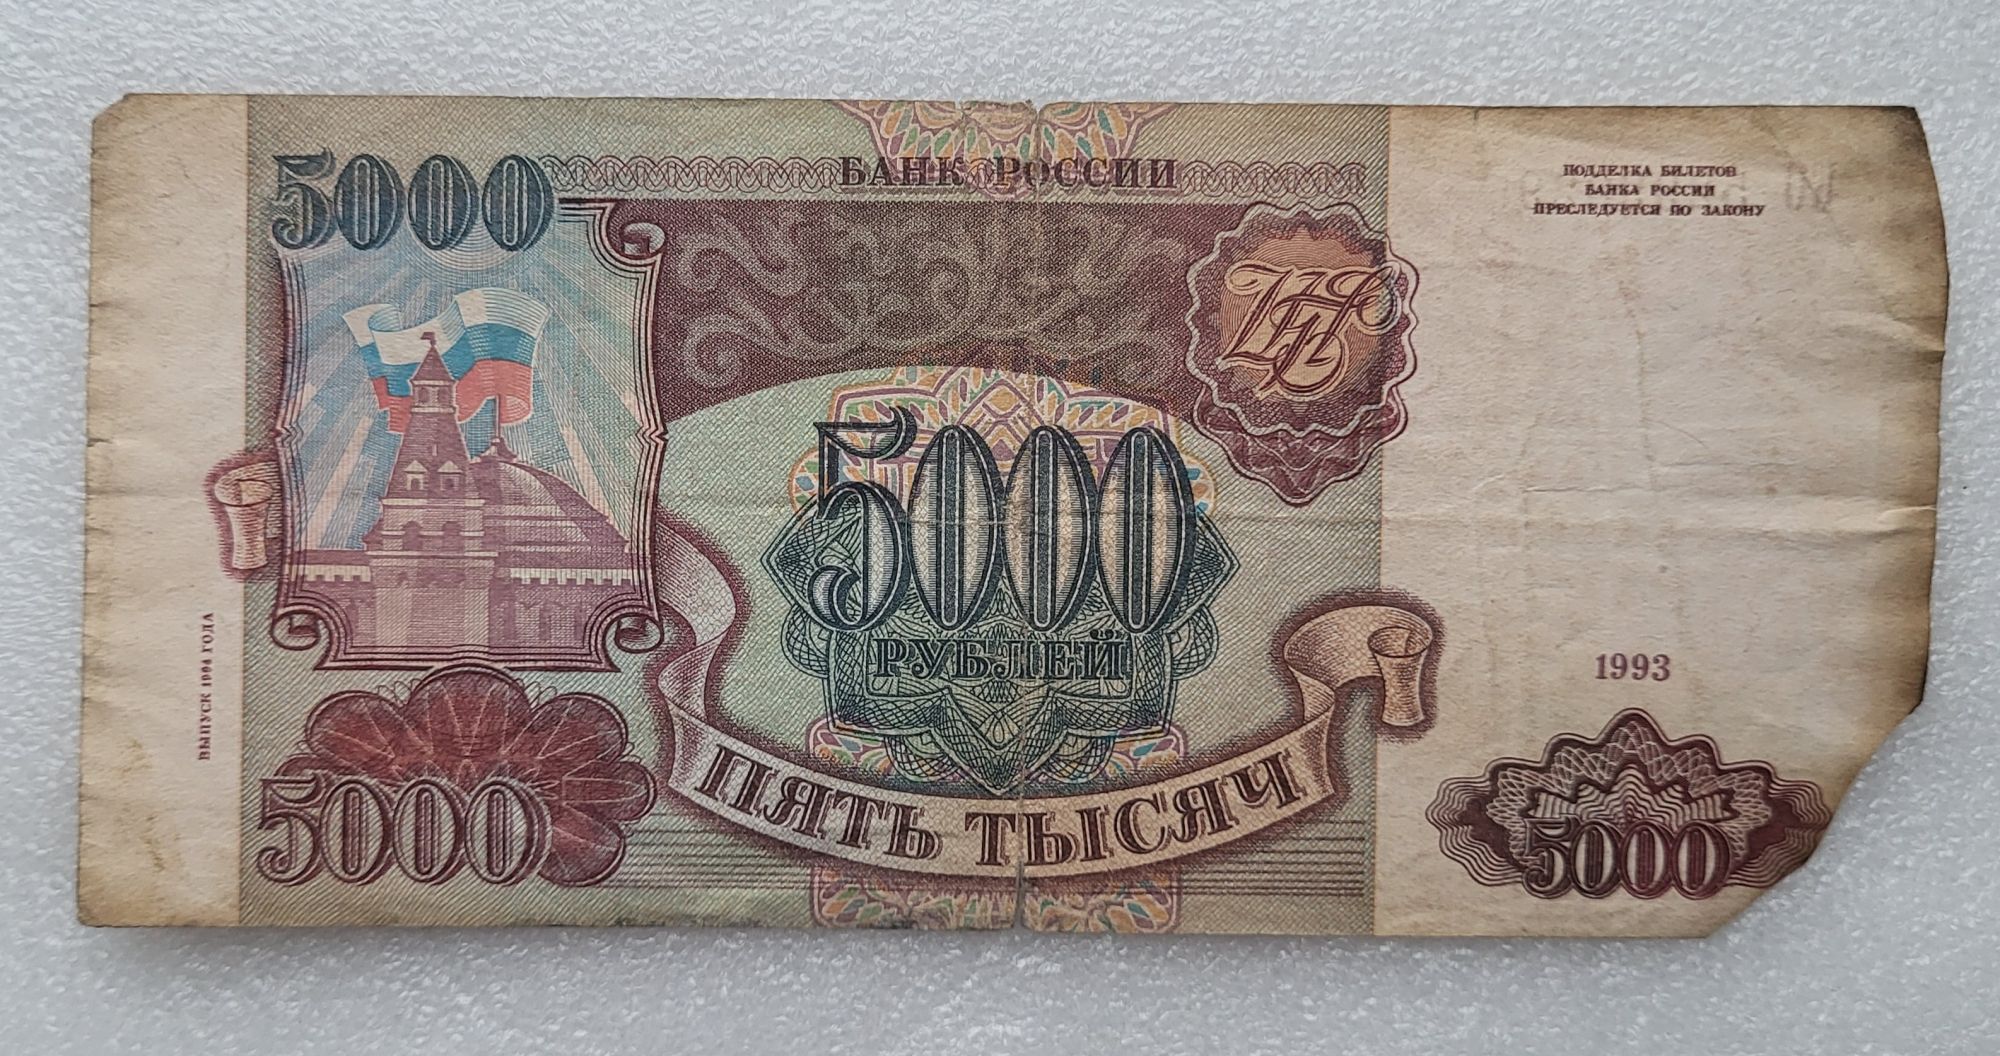 5000
БАНК РОССИИ
ПОДДЕЛКА БИЛЕТОВ
БАНКА РОССИИ
ПРЕСЛЕДУЕТСЯ ПО ЗАКОНУ
5000
РУБЛЕЙ
ВЫПУСК 1994 ГОДА
1993
ПЯТЬ ТЫСЯЧ
5000
5000